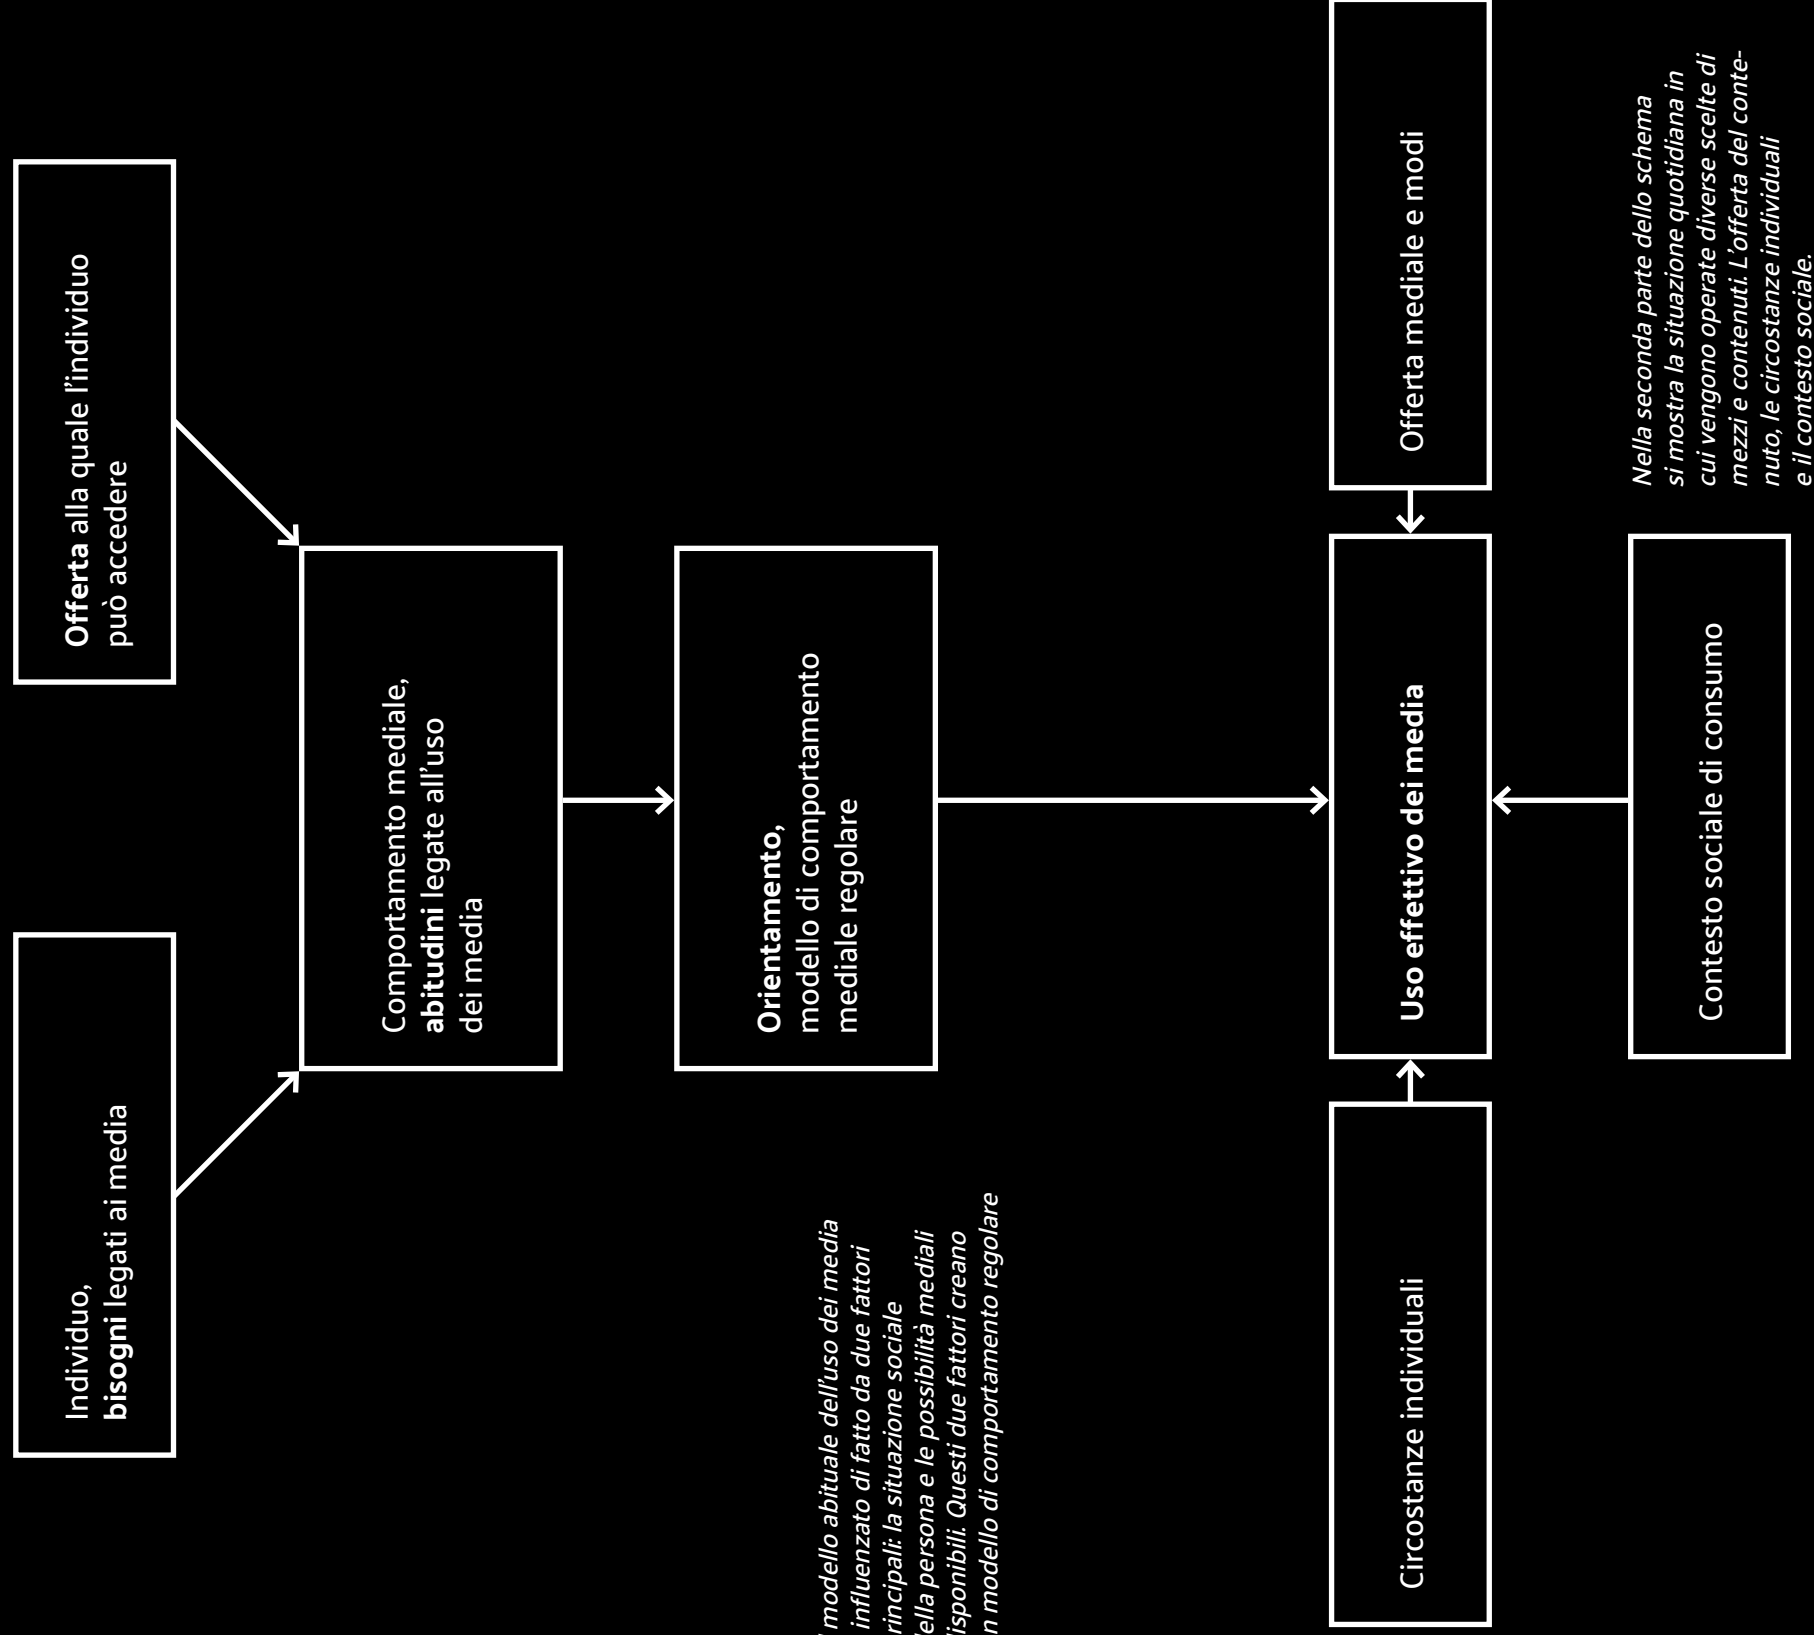 Individuo,
bisogni legati ai media
Offerta alla quale l'individuo
può accedere
Comportamento mediale,
abitudini legate all'uso
dei media
Orientamento,
modello di comportamento
mediale regolare
modello abituale dell'uso dei media
influenzato di fatto da due fattori
la situazione sociale
persona e le possibilità mediali
Questi due fattori creano
modello di comportamento regolare
Circostanze individuali
Uso effettivo dei media
Offerta mediale e modi
Contesto sociale di consumo
Nella seconda parte dello schema
si mostra la situazione quotidiana in
cui vengono operate diverse scelte di
mezzi e contenuti. L'offerta del conte-
nuto, le circostanze individuali
e il contesto sociale.